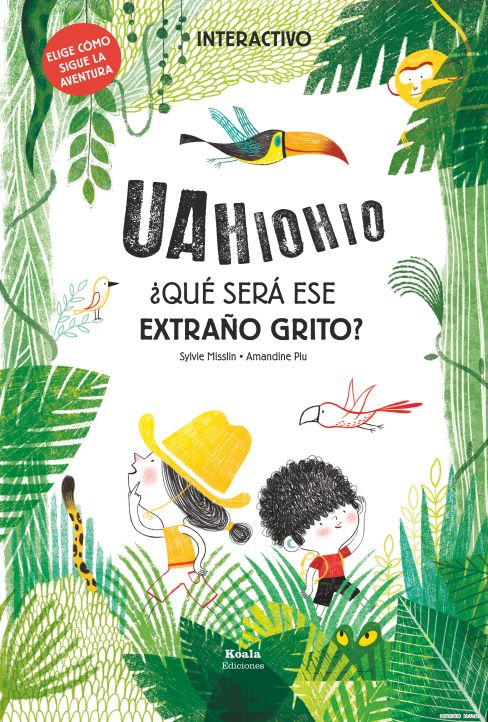 INTERACTIVO
ELIGE CÓMO
SIGUE LA
AVENTURA
UAHIOHIO
¿QUÉ SERÁ ESE
EXTRAÑO GRITO?
Sylvie Misslin • Amandine Piu
Koala
Ediciones